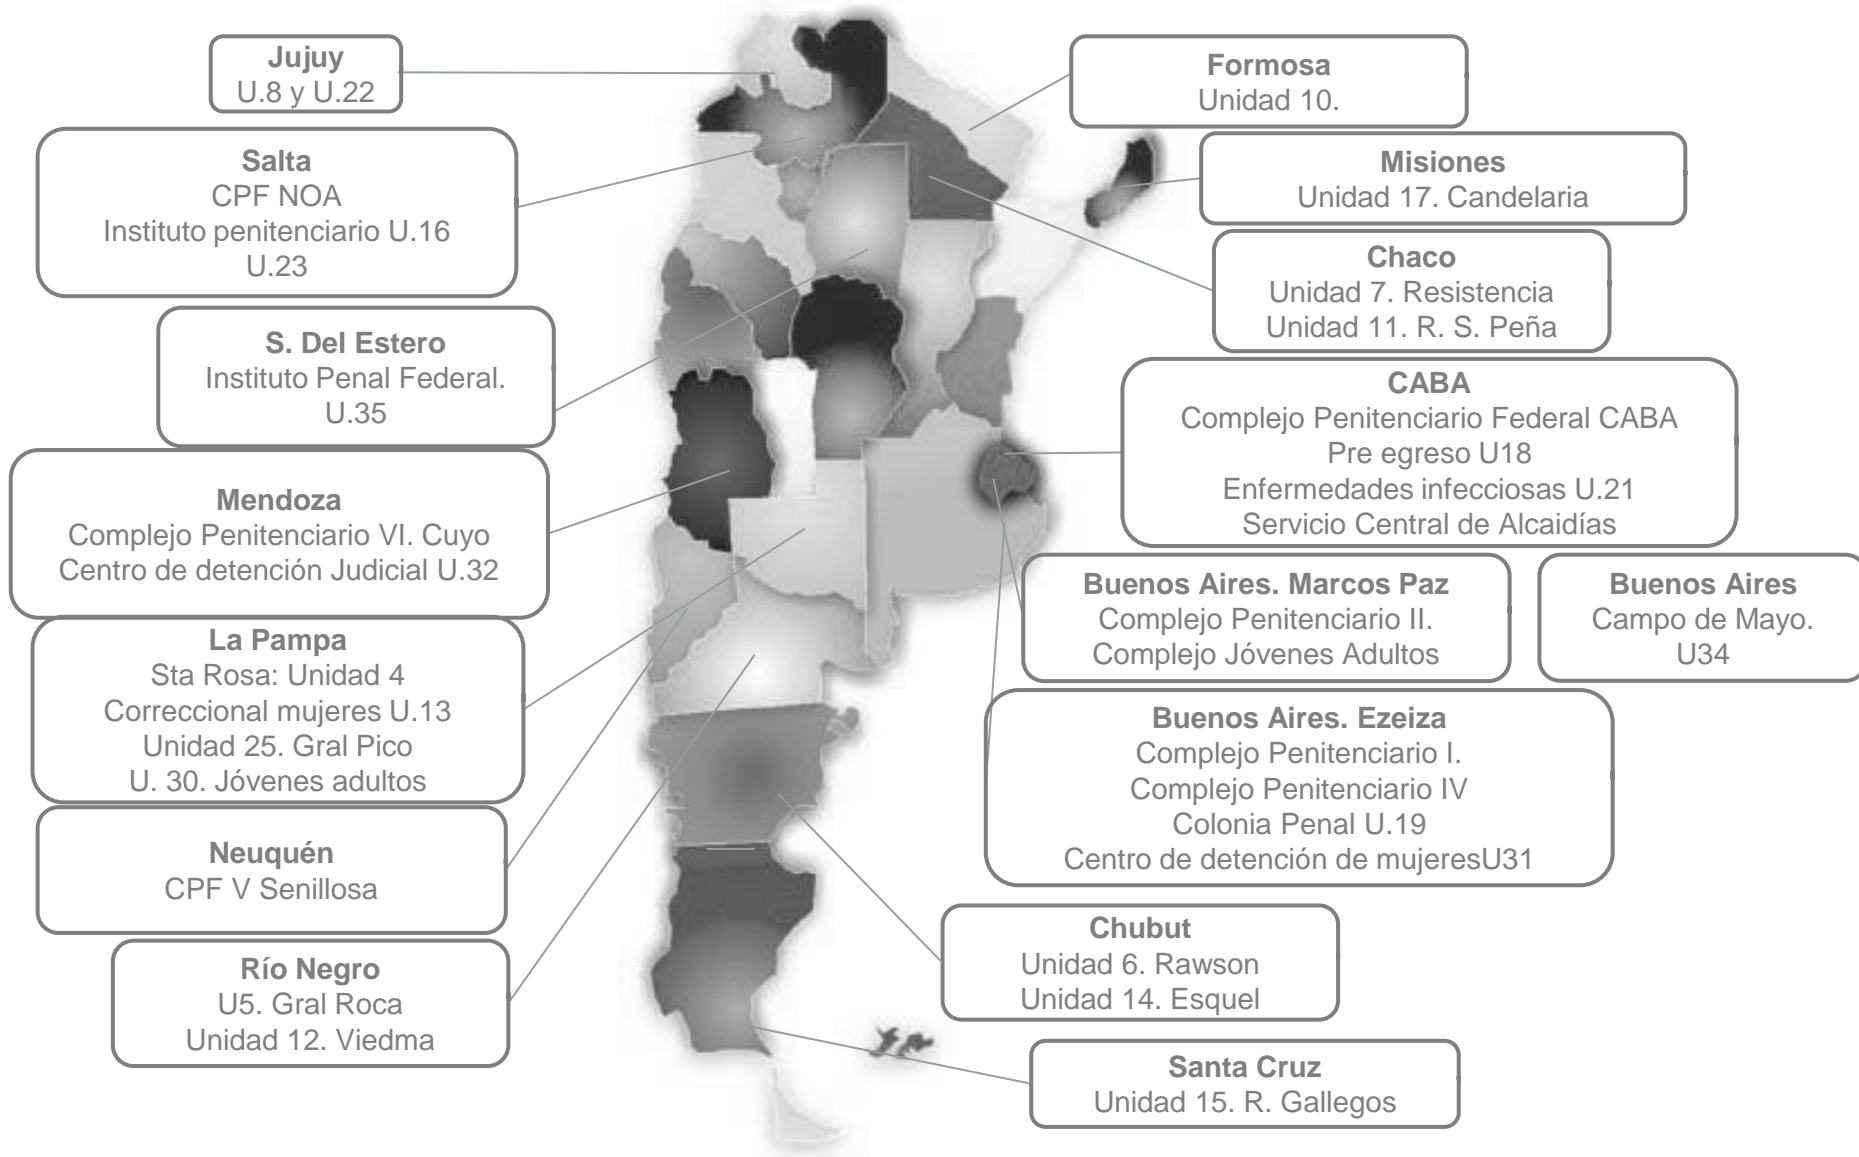 Jujuy
U.8 y U.22
Salta
CPF NOA
Instituto penitenciario U.16
U.23
S. Del Estero
Instituto Penal Federal.
U.35
Mendoza
Complejo Penitenciario VI. Cuyo
Centro de detención Judicial U.32
La Pampa
Sta Rosa: Unidad 4
Correccional mujeres U.13
Unidad 25. Gral Pico
U. 30. Jóvenes adultos
Neuquén
CPF V Senillosa
Río Negro
U5. Gral Roca
Unidad 12. Viedma
Formosa
Unidad 10.
Misiones
Unidad 17. Candelaria
Chaco
Unidad 7. Resistencia
Unidad 11. R. S. Peña
CABA
Complejo Penitenciario Federal CABA
Pre egreso U18
Enfermedades infecciosas U.21
Servicio Central de Alcaidías
Buenos Aires. Marcos Paz
Complejo Penitenciario II.
Complejo Jóvenes Adultos
Buenos Aires
Campo de Mayo.
U34
Buenos Aires. Ezeiza
Complejo Penitenciario I.
Complejo Penitenciario IV
Colonia Penal U.19
Centro de detención de mujeresU31
Chubut
Unidad 6. Rawson
Unidad 14. Esquel
Santa Cruz
Unidad 15. R. Gallegos